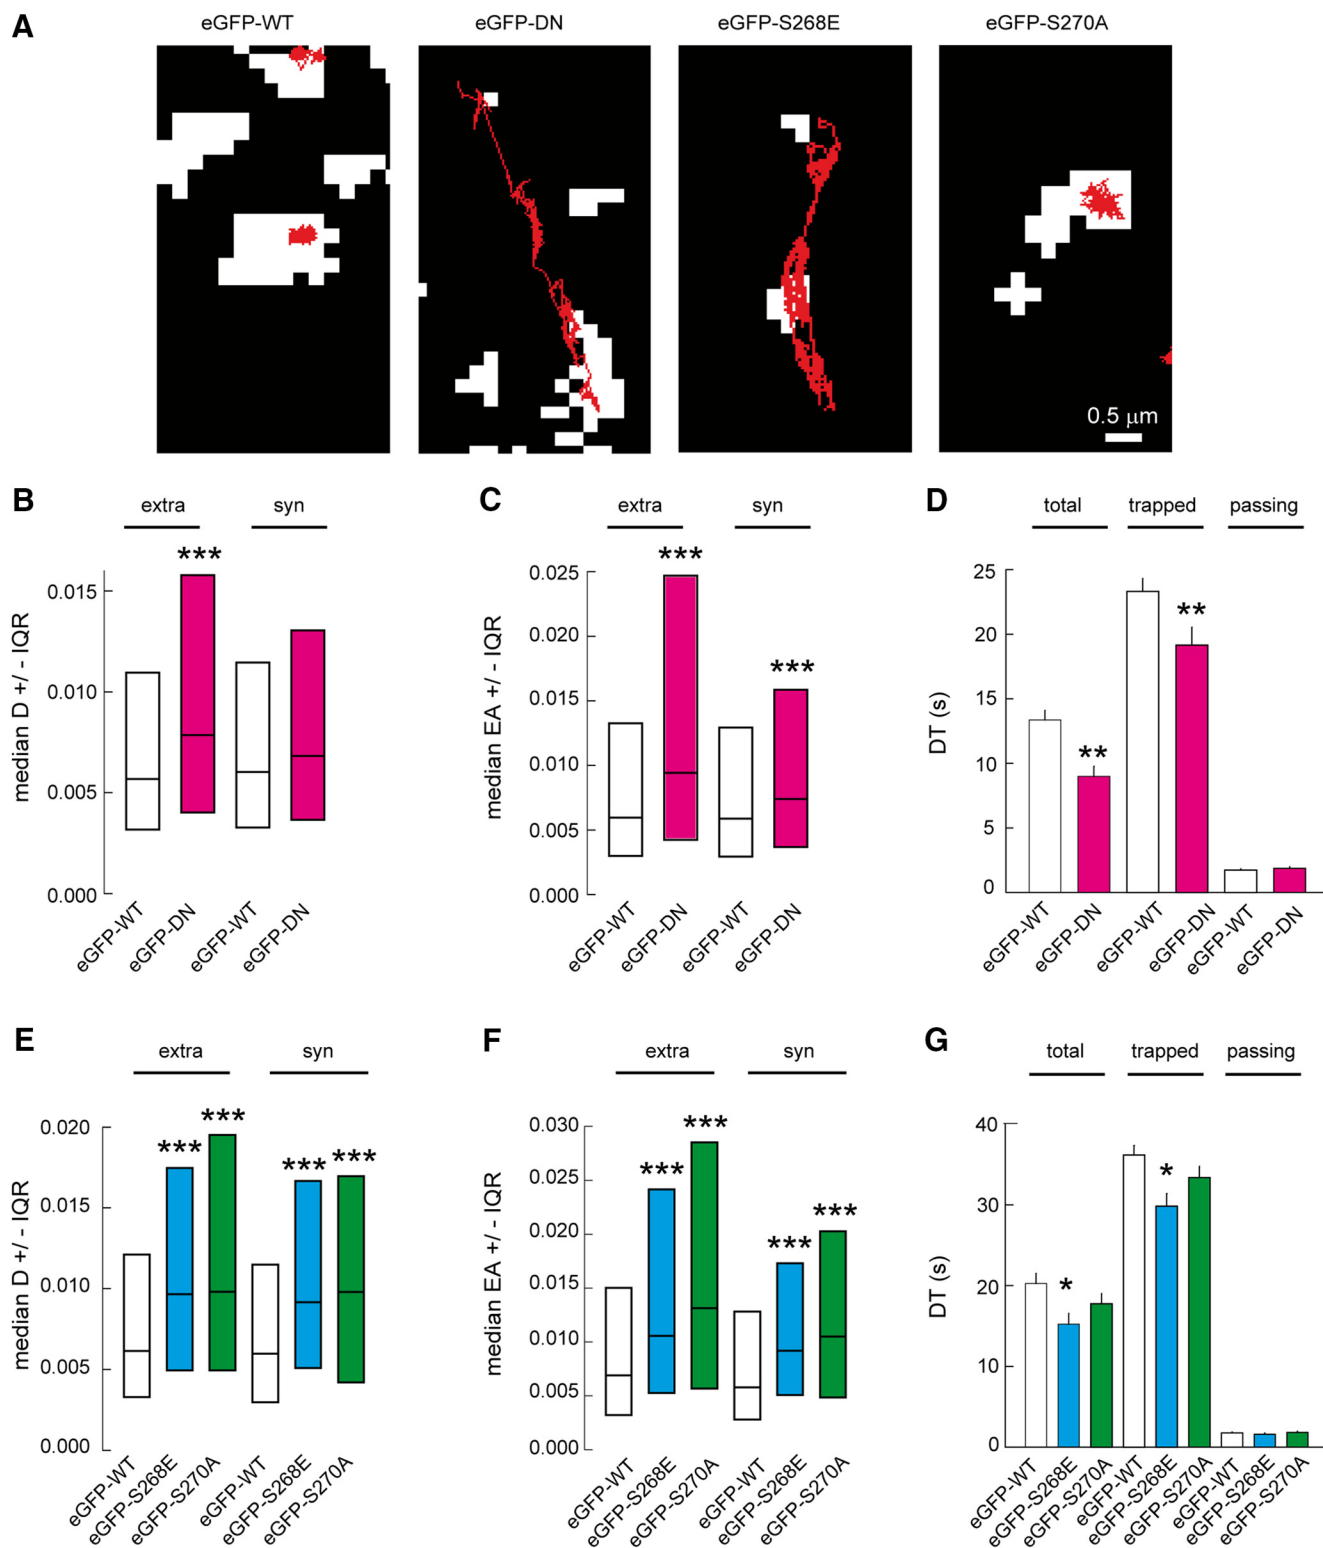 A
eGFP-WT
eGFP-DN
eGFP-S268E
eGFP-S270A
0.5 μm
B
extra
syn
median D +/- IQR
0.015
0.010
0.005
0.000
***
eGFP-WT
eGFP-DN
eGFP-WT
eGFP-DN
C
extra
syn
median EA +/- IQR
0.025
0.020
0.015
0.010
0.005
0.000
***
***
eGFP-WT
eGFP-DN
eGFP-WT
eGFP-DN
D
total
trapped
passing
DT (s)
25
20
15
10
5
0
**
**
eGFP-WT
eGFP-DN
eGFP-WT
eGFP-DN
eGFP-WT
eGFP-DN
E
extra
syn
median D +/- IQR
0.020
0.015
0.010
0.005
0.000
***
***
***
***
eGFP-WT
eGFP-S268E
eGFP-S270A
eGFP-WT
eGFP-S268E
eGFP-S270A
F
extra
syn
median EA +/- IQR
0.030
0.025
0.020
0.015
0.010
0.005
0.000
***
***
***
***
eGFP-WT
eGFP-S268E
eGFP-S270A
eGFP-WT
eGFP-S268E
eGFP-S270A
G
total
trapped
passing
DT (s)
40
30
20
10
0
*
*
eGFP-WT
eGFP-S268E
eGFP-S270A
eGFP-WT
eGFP-S268E
eGFP-S270A
eGFP-WT
eGFP-S268E
eGFP-S270A